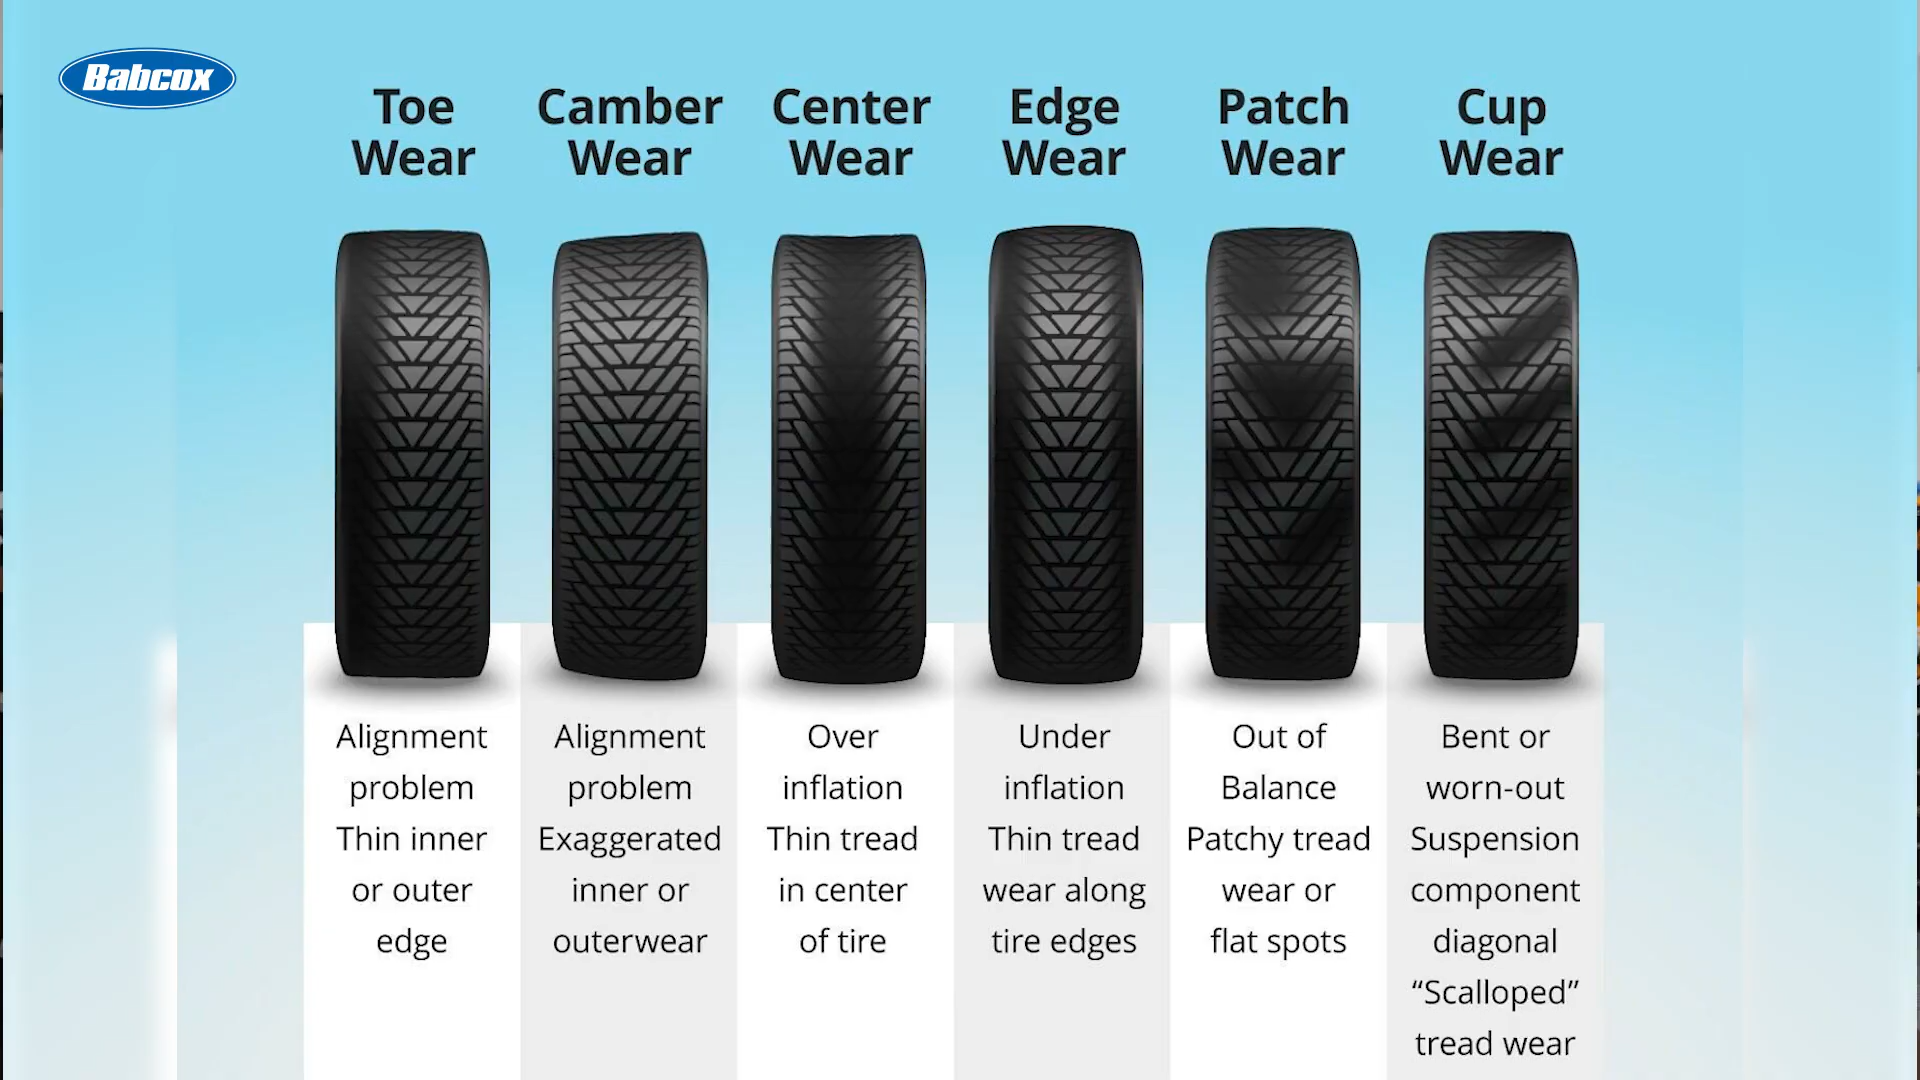 Babcox
Toe
Wear
Camber
Wear
Center
Wear
Edge
Wear
Patch
Wear
Cup
Wear
Alignment
problem
Thin inner
or outer
edge
Alignment
problem
Exaggerated
inner or
outerwear
Over
inflation
Thin tread
in center
of tire
Under
inflation
Thin tread
wear along
tire edges
Out of
Balance
Patchy tread
wear or
flat spots
Bent or
worn-out
Suspension
component
diagonal
“Scalloped”
tread wear